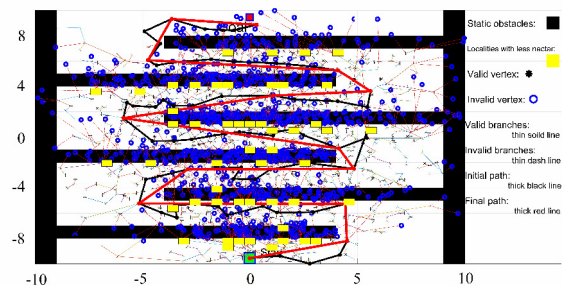 8
4
0
-4
-8
-10
-5
0
5
10
Goal
Start
Static obstacles:
Localities with less nectar:
Valid vertex:
Invalid vertex:
Valid branches:
thin soild line
Invalid branches:
thin dash line
Initial path:
thick black line
Final path:
thick red line